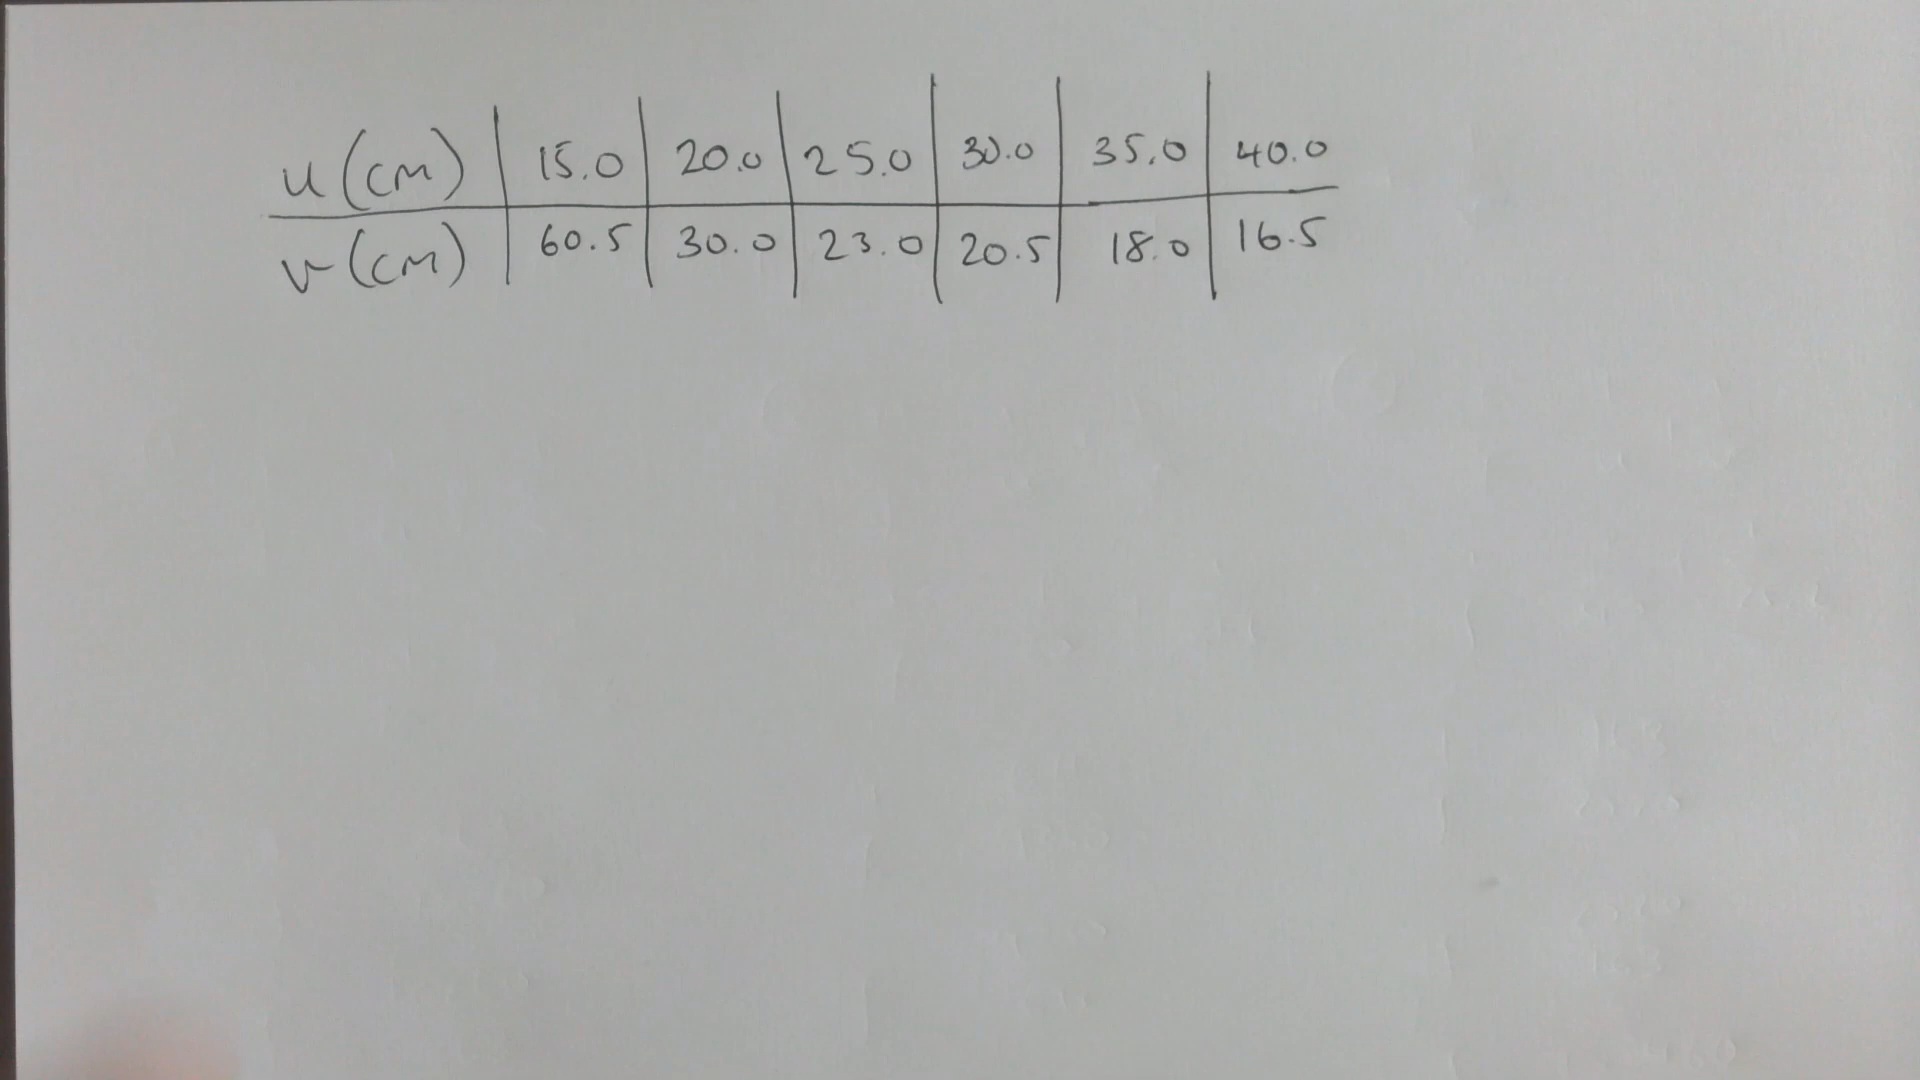 u (cm) | 15.0 | 20.0 | 25.0 | 30.0 | 35.0 | 40.0
v (cm) | 60.5 | 30.0 | 23.0 | 20.5 | 18.0 | 16.5